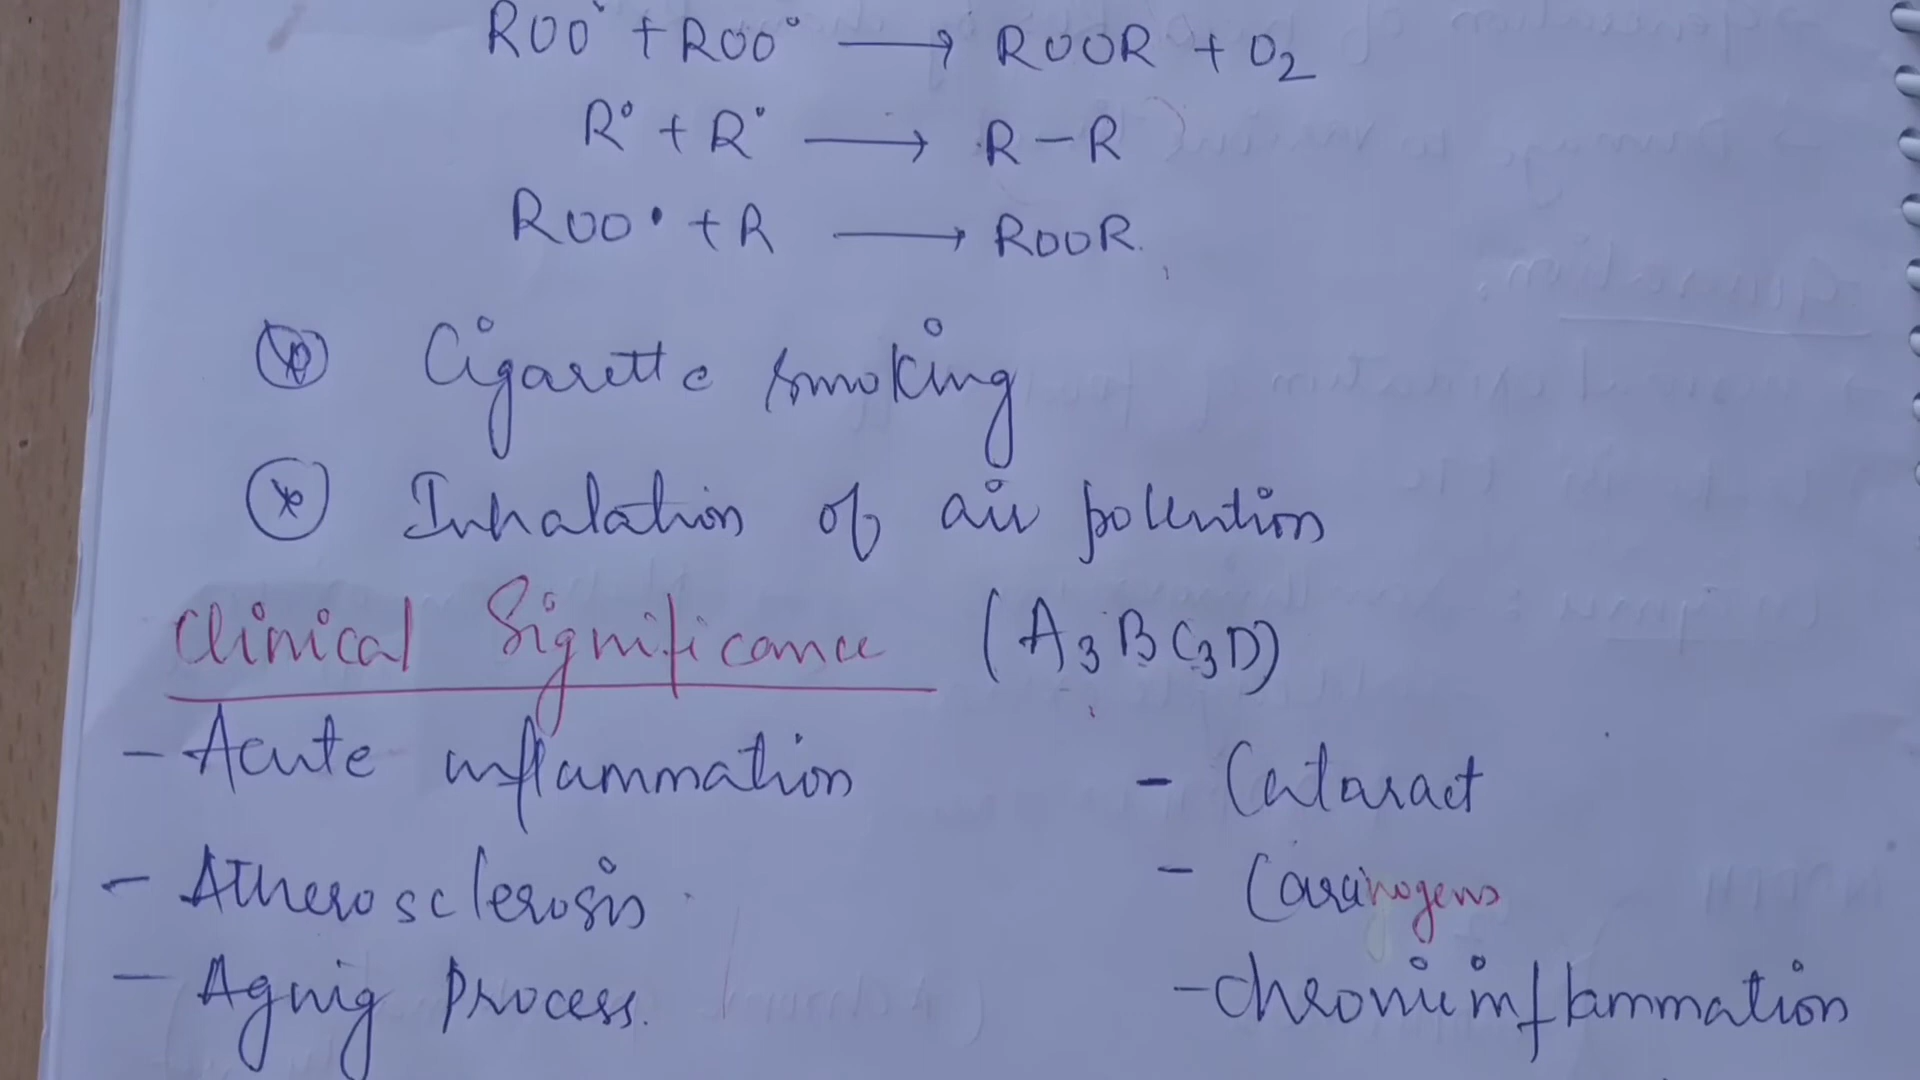 ROO° + ROO° → ROOR + O₂
R° + R° → R – R
ROO• + R → ROOR.
Cigarette smoking
Inhalation of air pollution
Clinical Significance (A₃BC₃D)
- Acute inflammation
- Atherosclerosis
- Aging Process.
- Cataract
- Carcinogens
- chronic inflammation